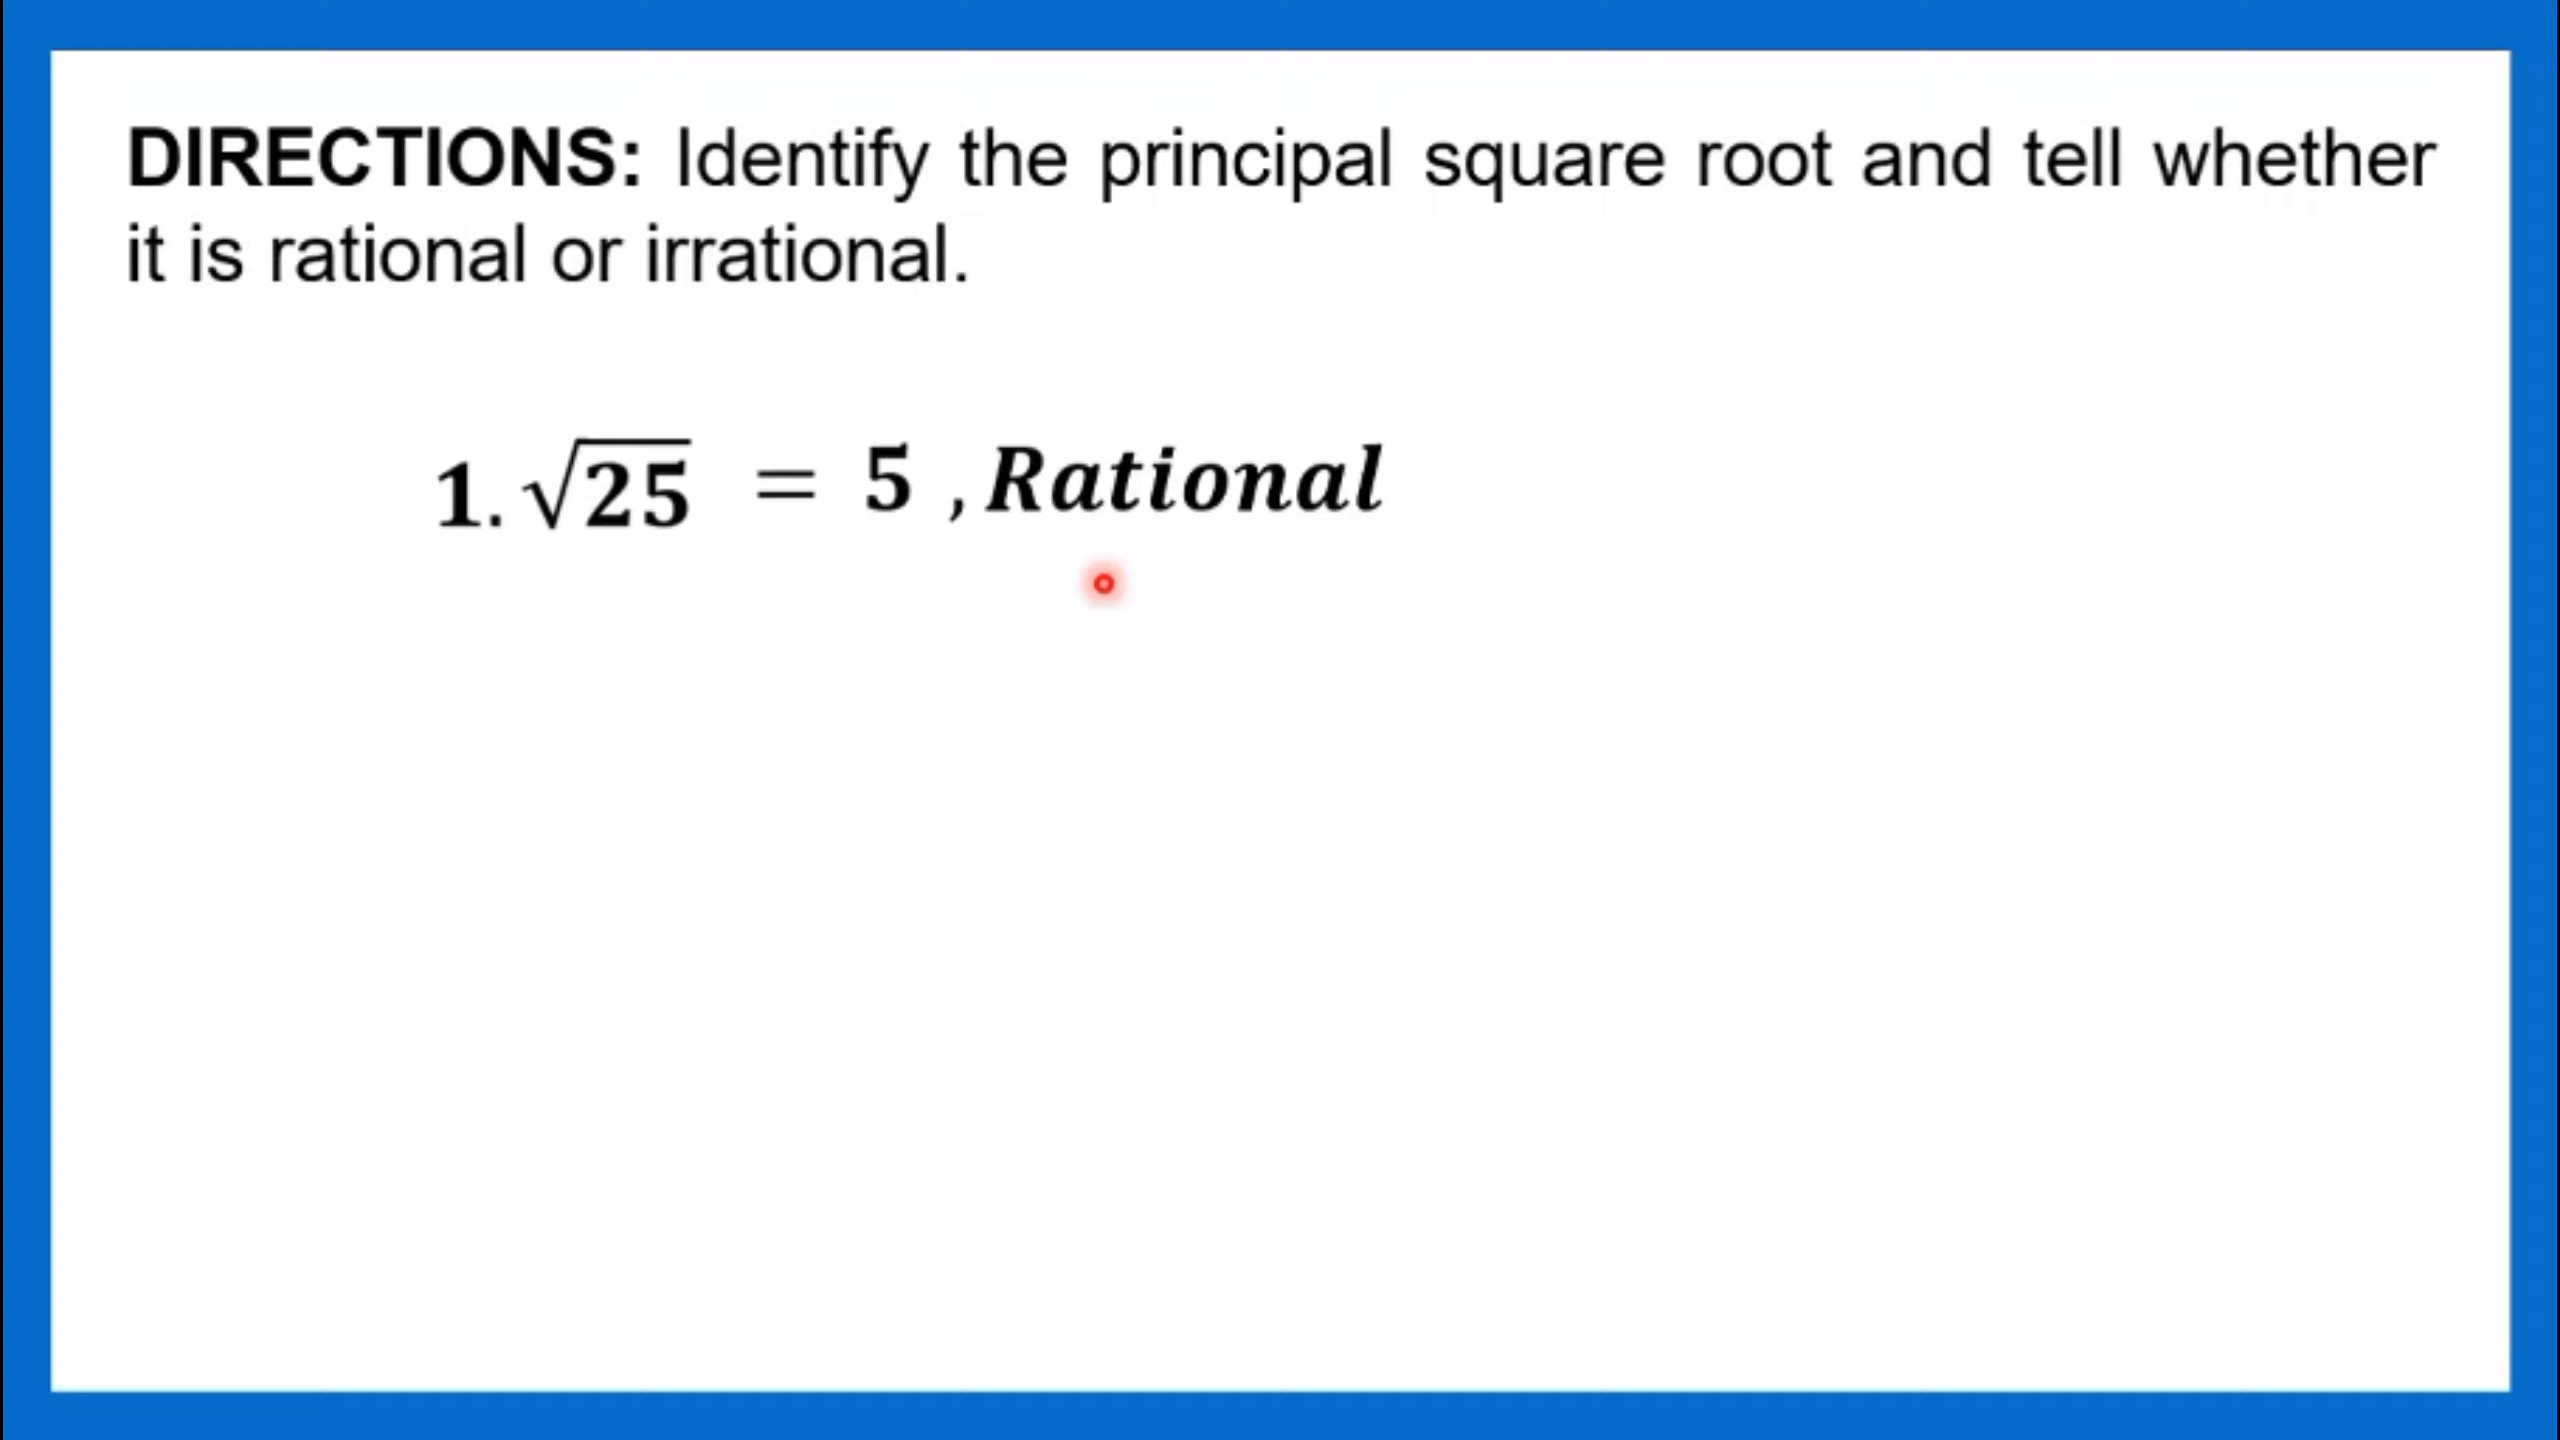 DIRECTIONS: Identify the principal square root and tell whether
it is rational or irrational.
1. √25 = 5 , Rational